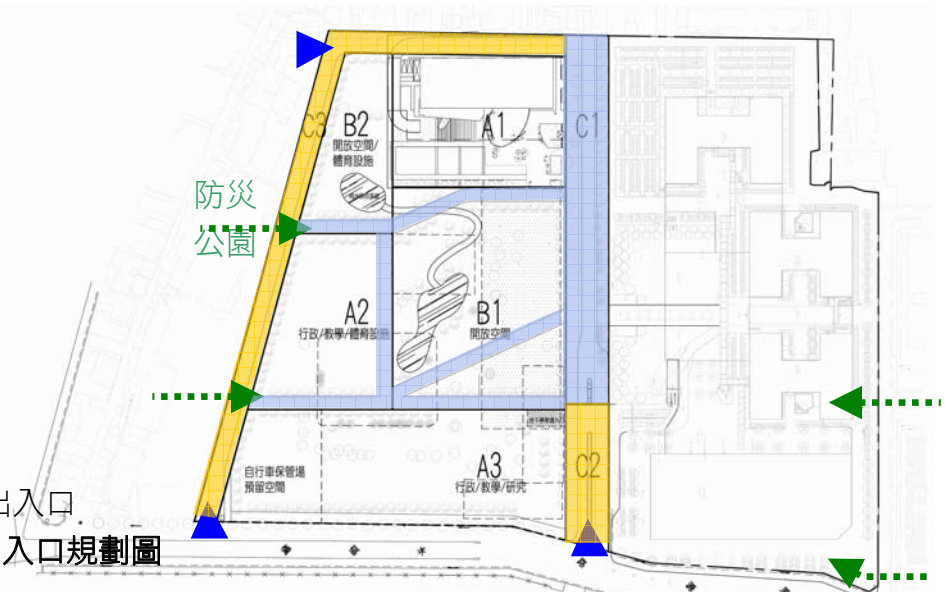 C3
B2
開放空間/
體育設施
A1
C1
防災
公園
A2
行政/教學/體育設施
B1
開放空間
自行車保管場
預留空間
A3
行政/教學/研究
C2
出入口
入口規劃圖